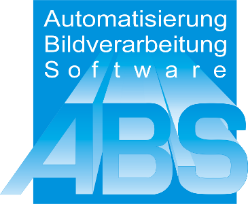 Automatisierung
Bildverarbeitung
Software
ABS